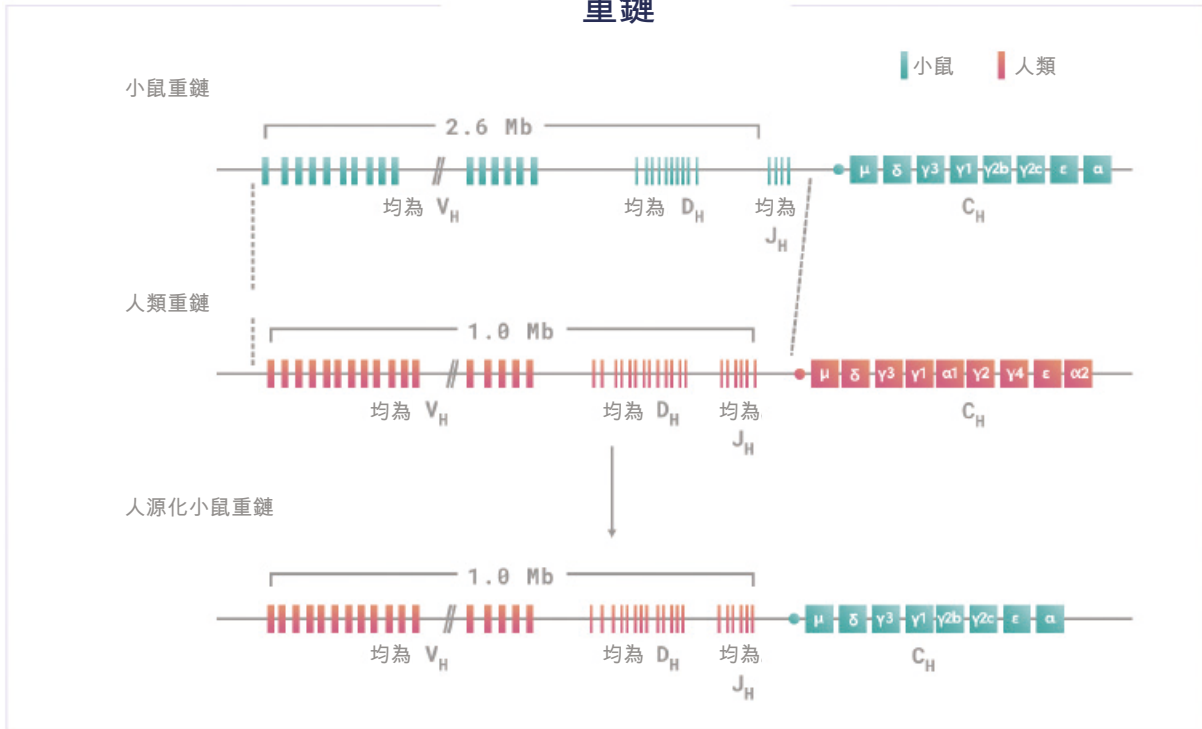 重鏈
小鼠 人類
小鼠重鏈
2.6 Mb
μ δ γ3 γ1 γ2b γ2c ε α
均為 VH 均為 DH 均為 JH CH
人類重鏈
1.0 Mb
μ δ γ3 γ1 α1 γ2 γ4 ε α2
均為 VH 均為 DH 均為 JH CH
人源化小鼠重鏈
1.0 Mb
μ δ γ3 γ1 γ2b γ2c ε α
均為 VH 均為 DH 均為 JH CH